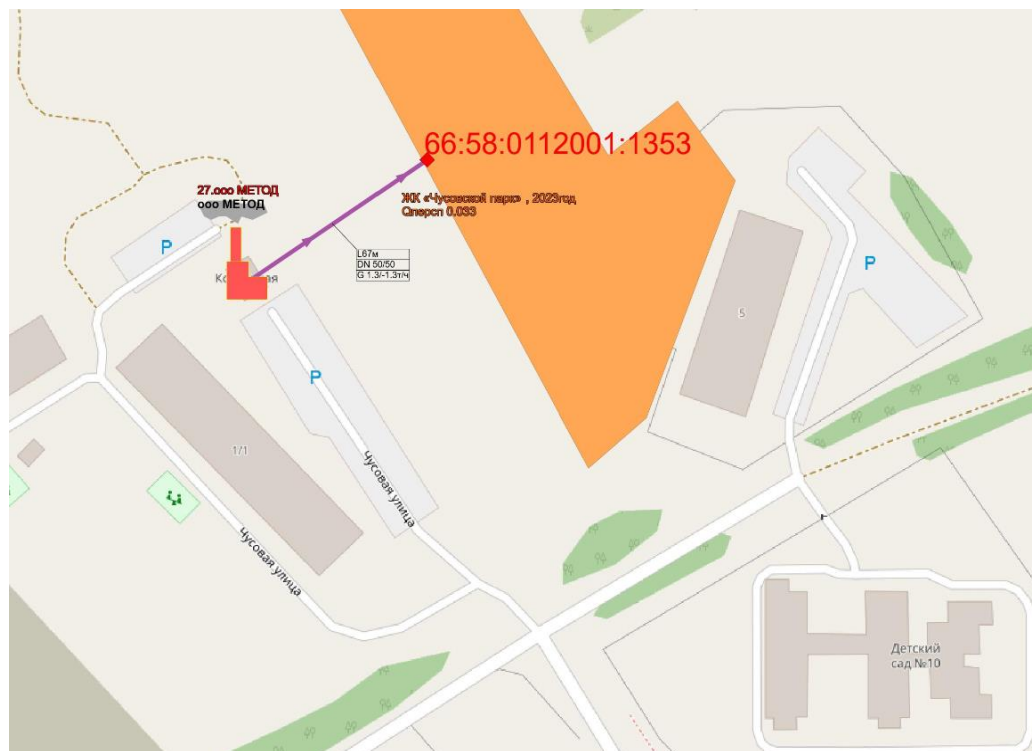 66:58:0112001:1353
27.ооо МЕТОД
ооо МЕТОД
ЖК «Чусовской парк» , 2023год
Qперсп 0.033
P
L67м
DN 50/50
G 1.3/-1.3т/ч
P
5
P
1/1
Чусовая улица
Чусовая улица
Детский
сад №10